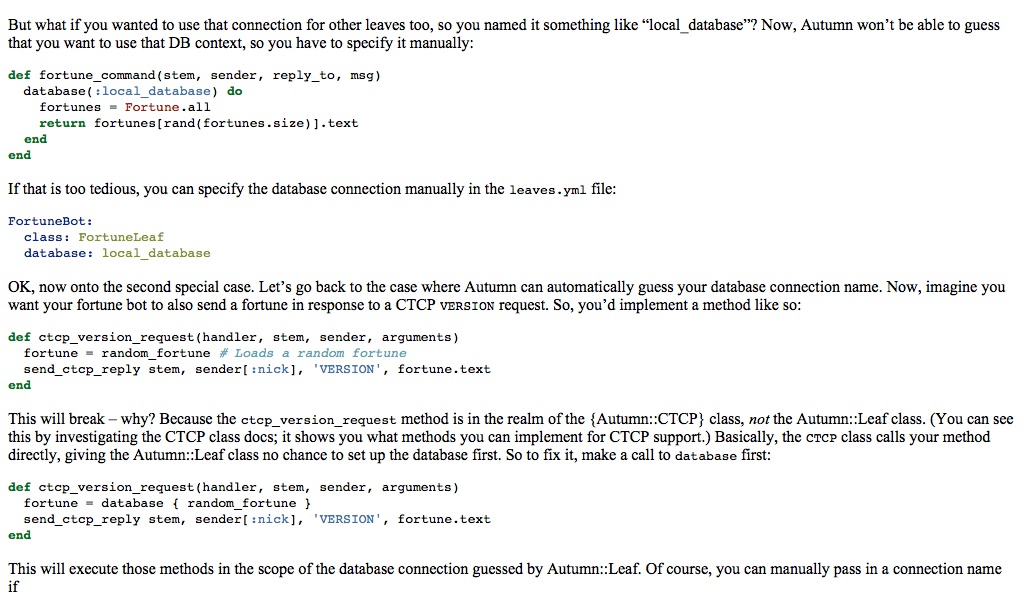 But what if you wanted to use that connection for other leaves too, so you named it something like “local_database”? Now, Autumn won’t be able to guess
that you want to use that DB context, so you have to specify it manually:
def fortune_command(stem, sender, reply_to, msg)
  database(:local_database) do
    fortunes = Fortune.all
    return fortunes[rand(fortunes.size)].text
  end
end
If that is too tedious, you can specify the database connection manually in the leaves.yml file:
FortuneBot:
  class: FortuneLeaf
  database: local_database
OK, now onto the second special case. Let’s go back to the case where Autumn can automatically guess your database connection name. Now, imagine you
want your fortune bot to also send a fortune in response to a CTCP VERSION request. So, you’d implement a method like so:
def ctcp_version_request(handler, stem, sender, arguments)
  fortune = random_fortune # Loads a random fortune
  send_ctcp_reply stem, sender[:nick], 'VERSION', fortune.text
end
This will break – why? Because the ctcp_version_request method is in the realm of the {Autumn::CTCP} class, not the Autumn::Leaf class. (You can see
this by investigating the CTCP class docs; it shows you what methods you can implement for CTCP support.) Basically, the CTCP class calls your method
directly, giving the Autumn::Leaf class no chance to set up the database first. So to fix it, make a call to database first:
def ctcp_version_request(handler, stem, sender, arguments)
  fortune = database { random_fortune }
  send_ctcp_reply stem, sender[:nick], 'VERSION', fortune.text
end
This will execute those methods in the scope of the database connection guessed by Autumn::Leaf. Of course, you can manually pass in a connection name
if